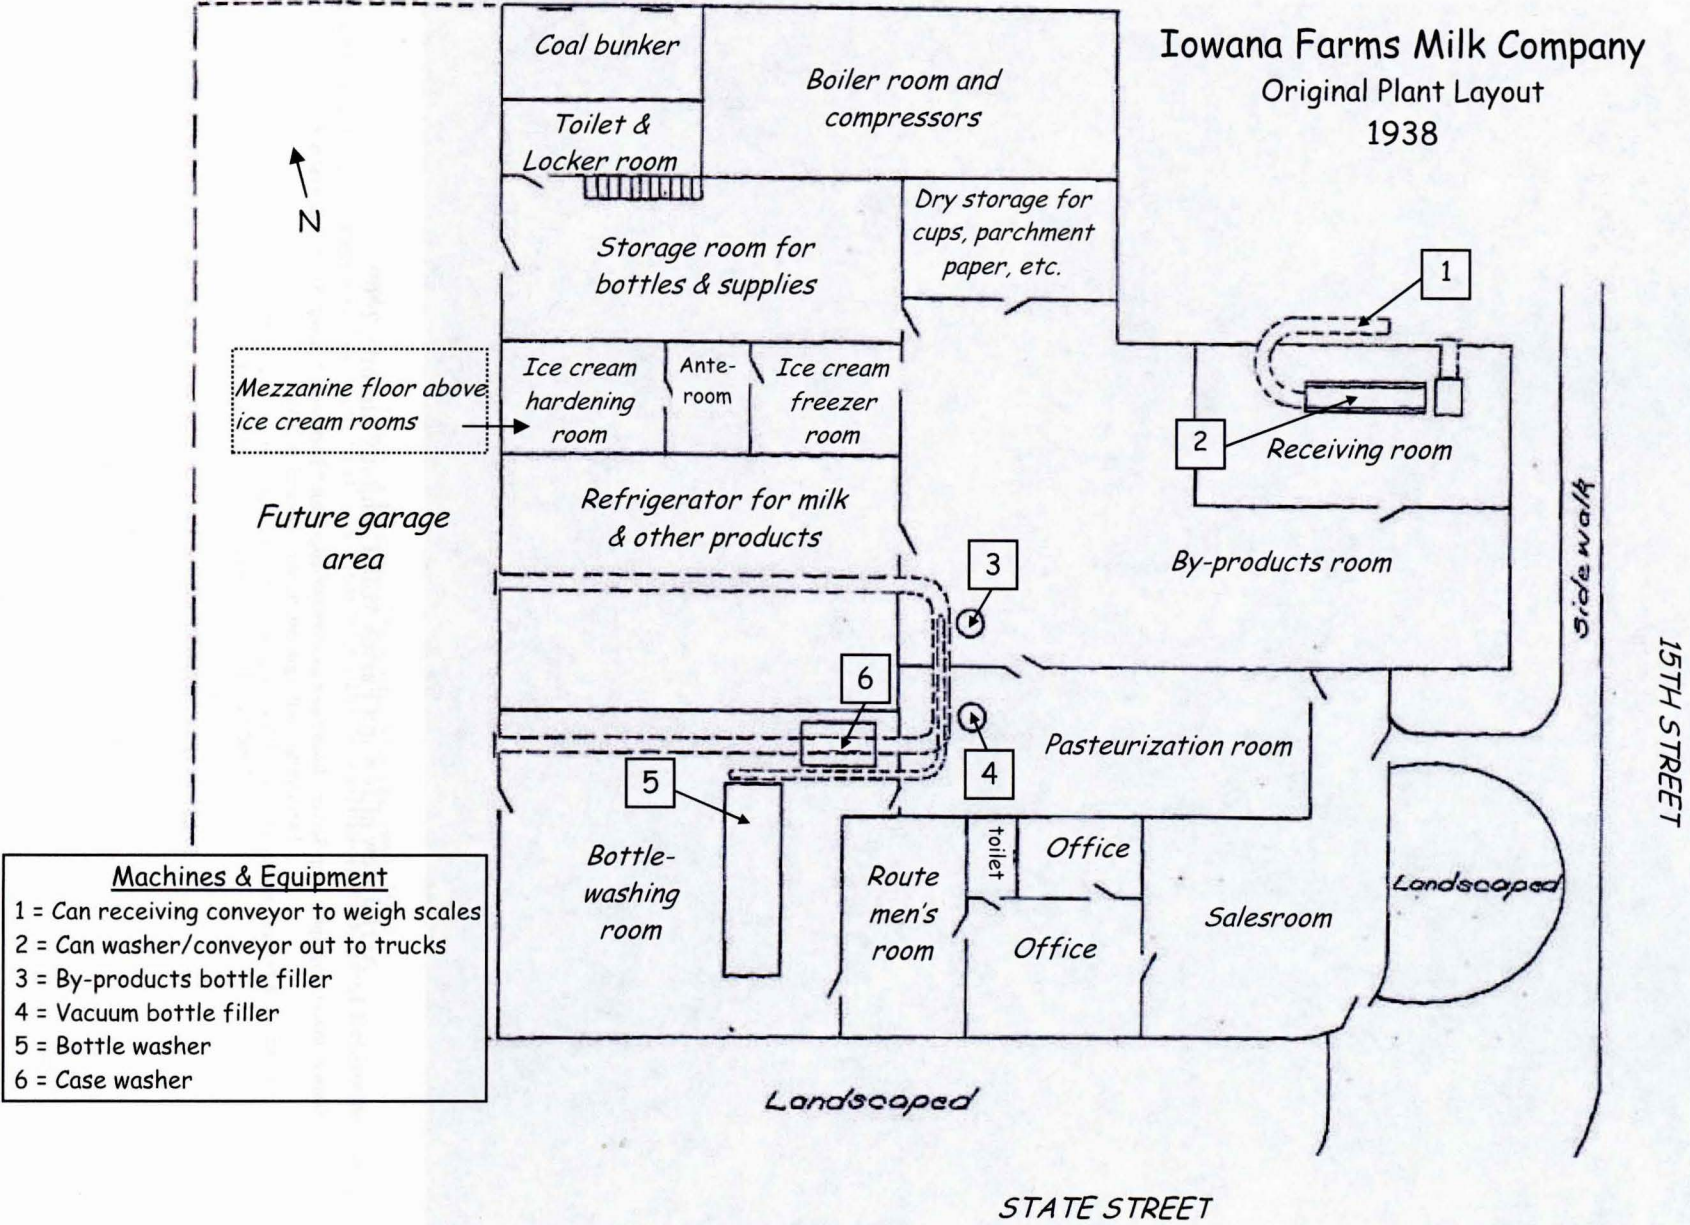 Iowana Farms Milk Company
Original Plant Layout
1938
Coal bunker
Boiler room and
compressors
Toilet &
Locker room
N
Dry storage for
cups, parchment
paper, etc.
Storage room for
bottles & supplies
1
Mezzanine floor above
ice cream rooms
Ice cream
hardening
room
Ante-
room
Ice cream
freezer
room
2
Receiving room
Refrigerator for milk
& other products
Future garage
area
By-products room
Sidewalk
15TH STREET
3
6
4
5
Pasteurization room
Bottle-
washing
room
Route
men's
room
toilet
Office
Office
Salesroom
Landscaped
Machines & Equipment
1 = Can receiving conveyor to weigh scales
2 = Can washer/conveyor out to trucks
3 = By-products bottle filler
4 = Vacuum bottle filler
5 = Bottle washer
6 = Case washer
Landscaped
STATE STREET